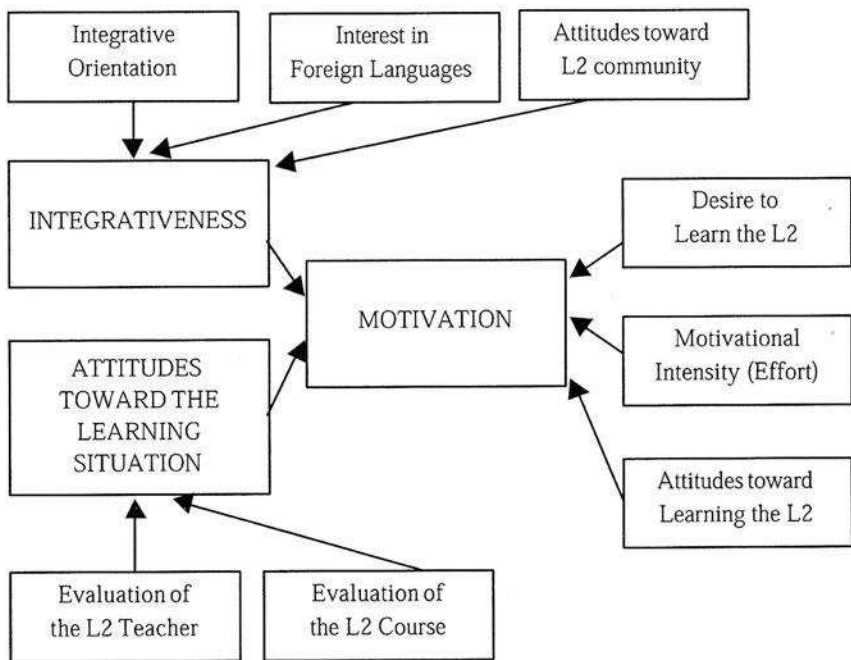 Integrative
Orientation
Interest in
Foreign Languages
Attitudes toward
L2 community
INTEGRATIVENESS
Desire to
Learn the L2
MOTIVATION
Motivational
Intensity (Effort)
ATTITUDES
TOWARD THE
LEARNING
SITUATION
Attitudes toward
Learning the L2
Evaluation of
the L2 Teacher
Evaluation of
the L2 Course